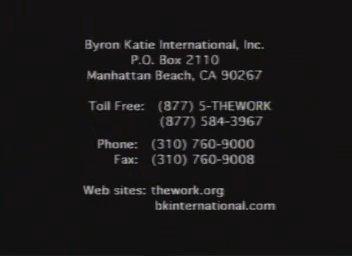 Byron Katie International, Inc.
P.O. Box 2110
Manhattan Beach, CA 90267
Toll Free: (877) 5-THEWORK
(877) 584-3967
Phone: (310) 760-9000
Fax: (310) 760-9008
Web sites: thework.org
bkinternational.com